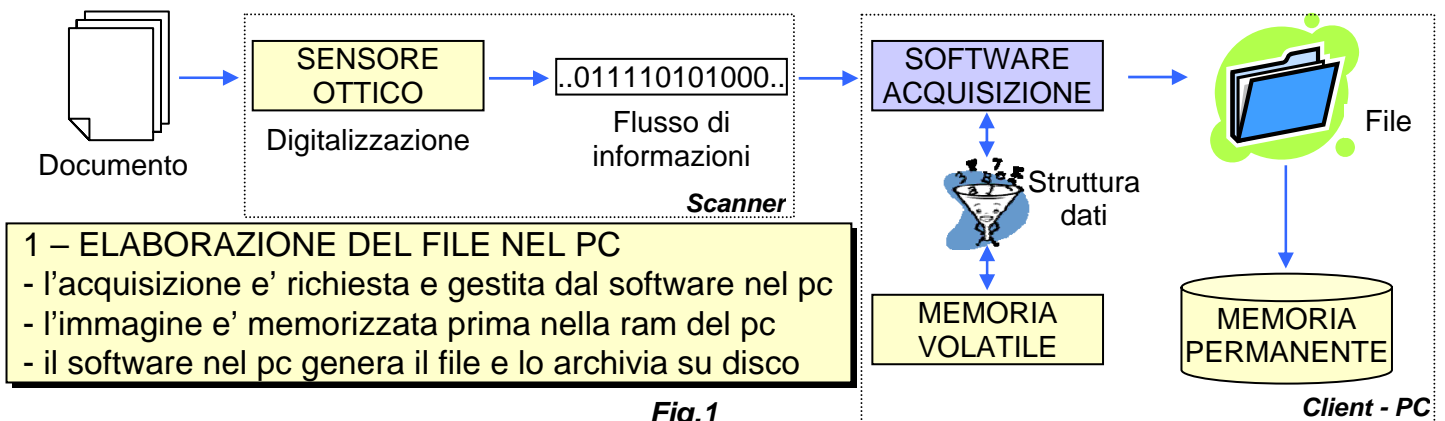 Documento
SENSORE
OTTICO
Digitalizzazione
..011110101000..
Flusso di
informazioni
Scanner
SOFTWARE
ACQUISIZIONE
File
Struttura
dati
MEMORIA
VOLATILE
MEMORIA
PERMANENTE
Client - PC
1 – ELABORAZIONE DEL FILE NEL PC
- l’acquisizione e’ richiesta e gestita dal software nel pc
- l’immagine e’ memorizzata prima nella ram del pc
- il software nel pc genera il file e lo archivia su disco
Fig.1